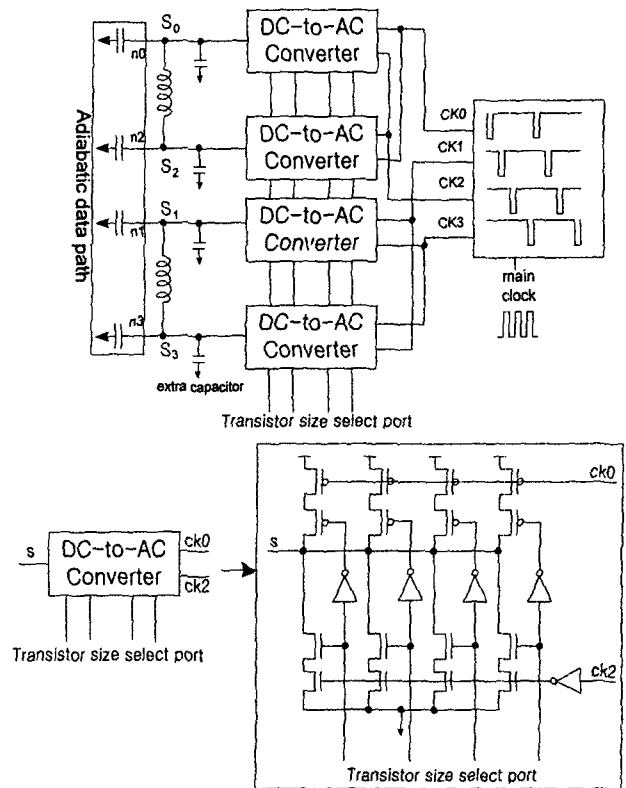 S0
DC-to-AC
Converter
n0
CK0
CK1
CK2
CK3
n2
S2
DC-to-AC
Converter
Adiabatic data path
S1
DC-to-AC
Converter
n1
main
clock
n3
S3
DC-to-AC
Converter
extra capacitor
Transistor size select port
ck0
s
s
DC-to-AC
Converter
ck0
ck2
Transistor size select port
ck2
Transistor size select port